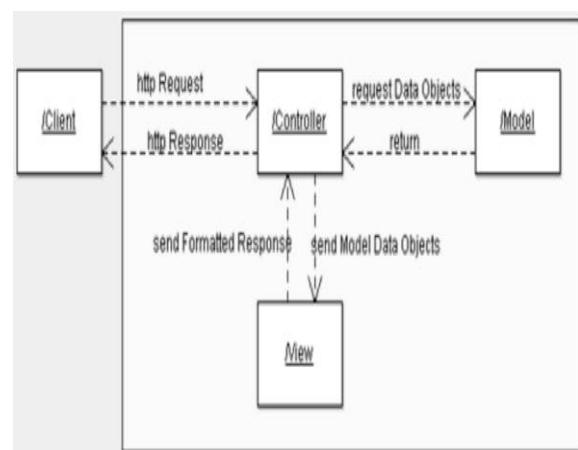 http Request
request Data Objects
/Client
/Controller
/Model
http Response
return
send Formatted Response
send Model Data Objects
/View